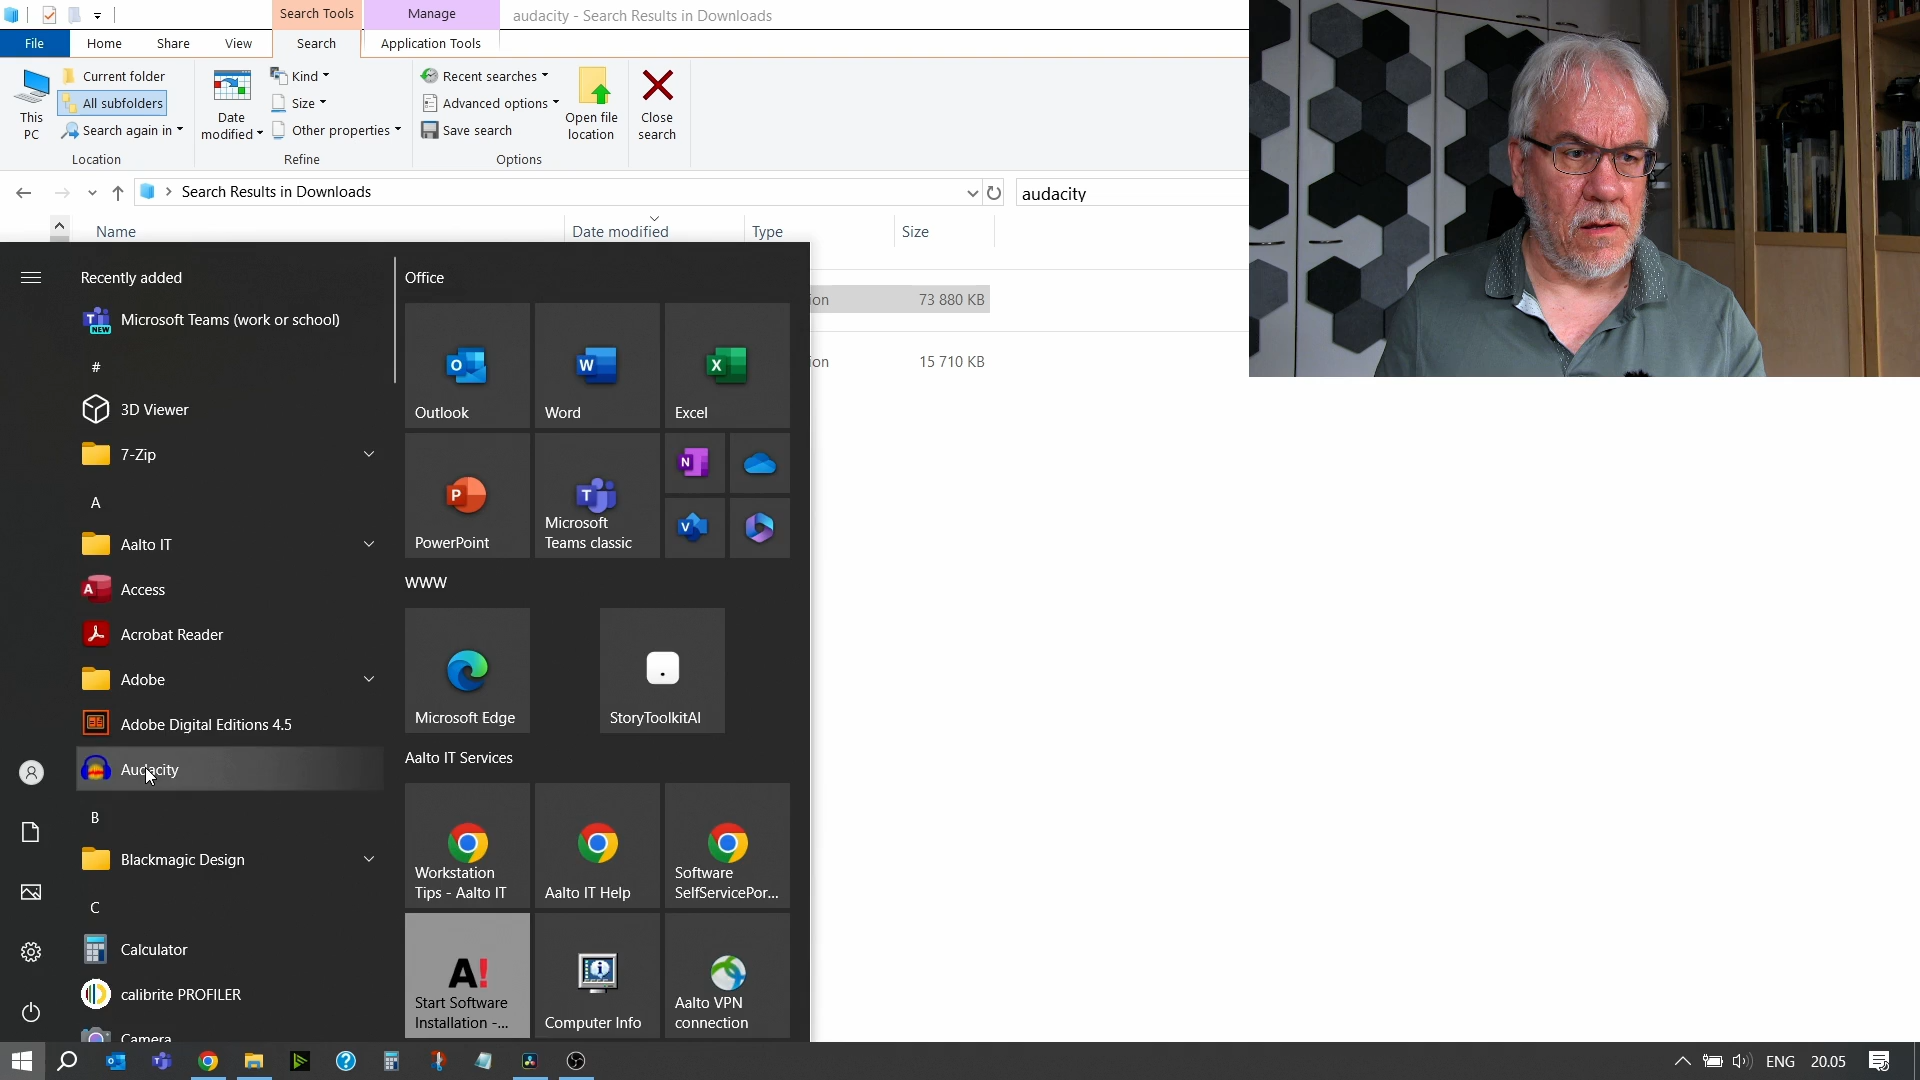 Search Tools
Manage
audacity - Search Results in Downloads
File
Home
Share
View
Search
Application Tools
This
PC
Current folder
All subfolders
Search again in
Location
Date
modified
Kind
Size
Other properties
Refine
Recent searches
Advanced options
Save search
Options
Open file
location
Close
search
Search Results in Downloads
audacity
Name
Date modified
Type
Size
ion
73 880 KB
ion
15 710 KB
Recently added
Microsoft Teams (work or school)
#
3D Viewer
7-Zip
A
Aalto IT
Access
Acrobat Reader
Adobe
Adobe Digital Editions 4.5
Audacity
B
Blackmagic Design
C
Calculator
calibrite PROFILER
Camera
Office
Outlook
Word
Excel
PowerPoint
Microsoft
Teams classic
WWW
Microsoft Edge
StoryToolkitAI
Aalto IT Services
Workstation
Tips - Aalto IT
Aalto IT Help
Software
SelfServicePor...
A!
Start Software
Installation -...
Computer Info
Aalto VPN
connection
ENG
20.05